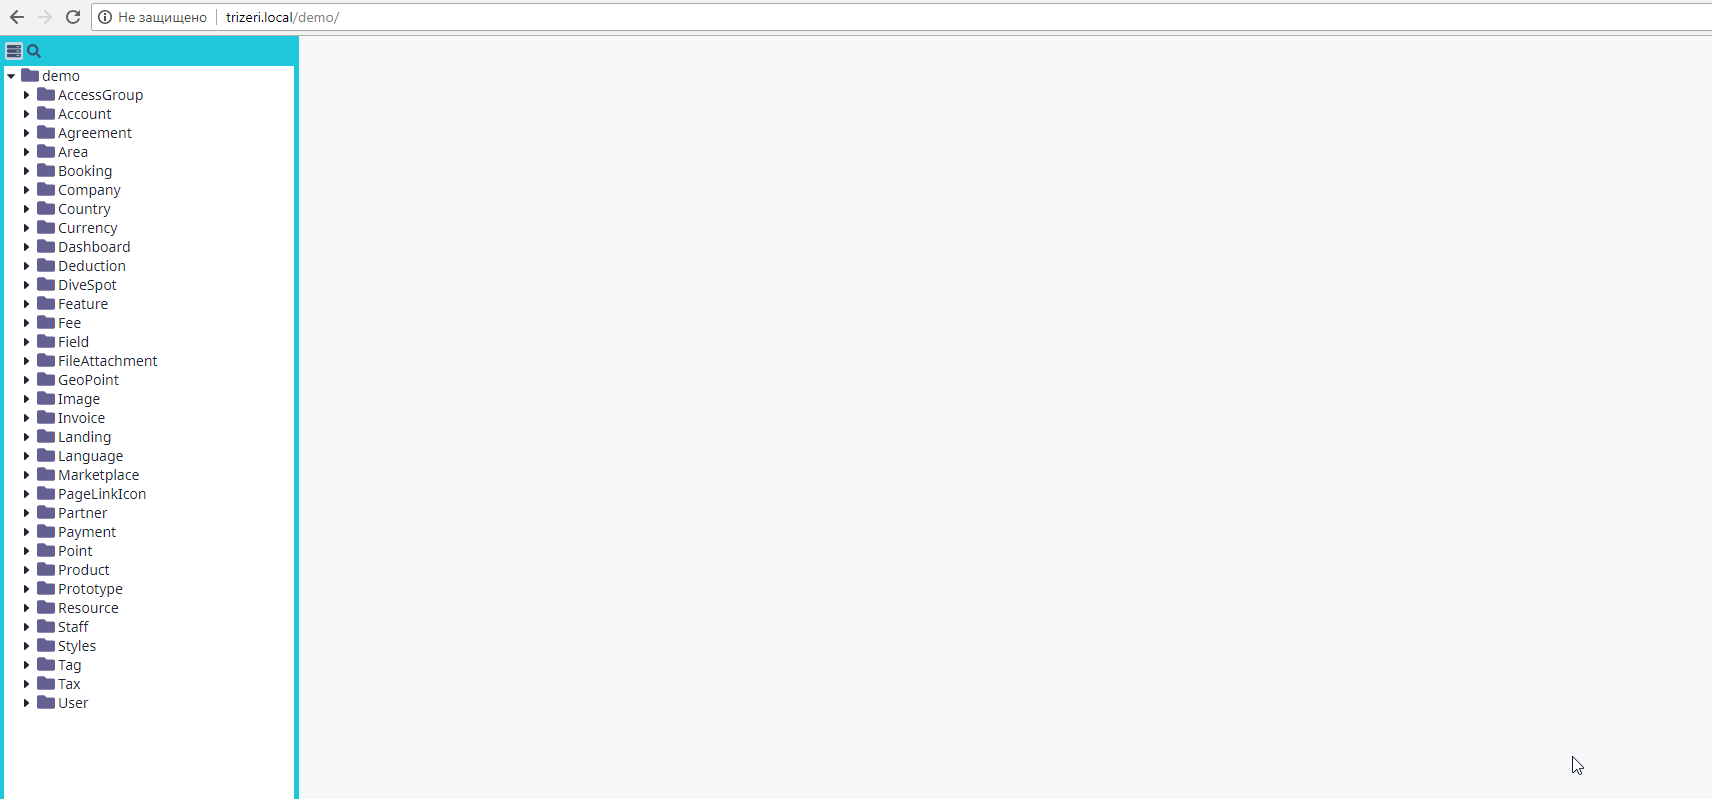 Не защищено trizeri.local/demo/
demo
AccessGroup
Account
Agreement
Area
Booking
Company
Country
Currency
Dashboard
Deduction
DiveSpot
Feature
Fee
Field
FileAttachment
GeoPoint
Image
Invoice
Landing
Language
Marketplace
PageLinkIcon
Partner
Payment
Point
Product
Prototype
Resource
Staff
Styles
Tag
Tax
User